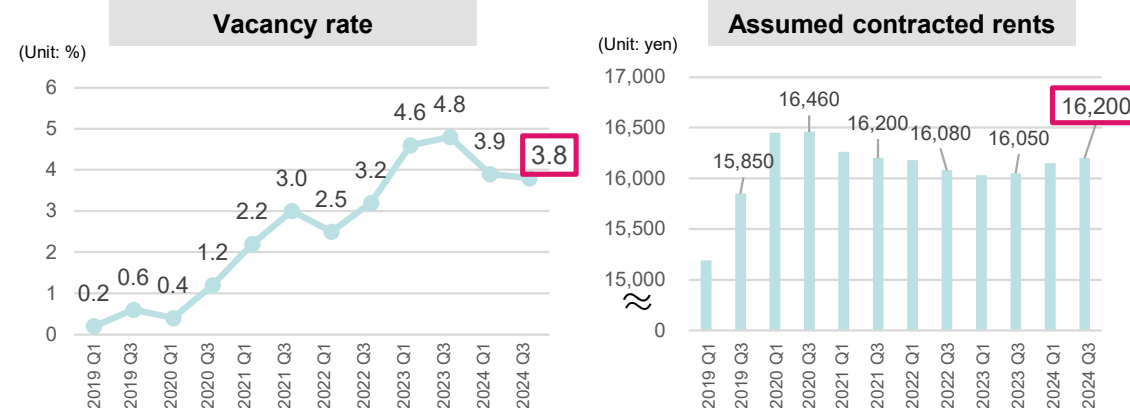 Vacancy rate
(Unit: %)
6
5
4
3
2
1
0
0.2
0.6
0.4
1.2
2.2
3.0
2.5
3.2
4.6
4.8
3.9
3.8
2019 Q1
2019 Q3
2020 Q1
2020 Q3
2021 Q1
2021 Q3
2022 Q1
2022 Q3
2023 Q1
2023 Q3
2024 Q1
2024 Q3
Assumed contracted rents
(Unit: yen)
17,000
16,500
16,000
15,500
15,000
0
15,850
16,460
16,200
16,080
16,050
16,200
2019 Q1
2019 Q3
2020 Q1
2020 Q3
2021 Q1
2021 Q3
2022 Q1
2022 Q3
2023 Q1
2023 Q3
2024 Q1
2024 Q3